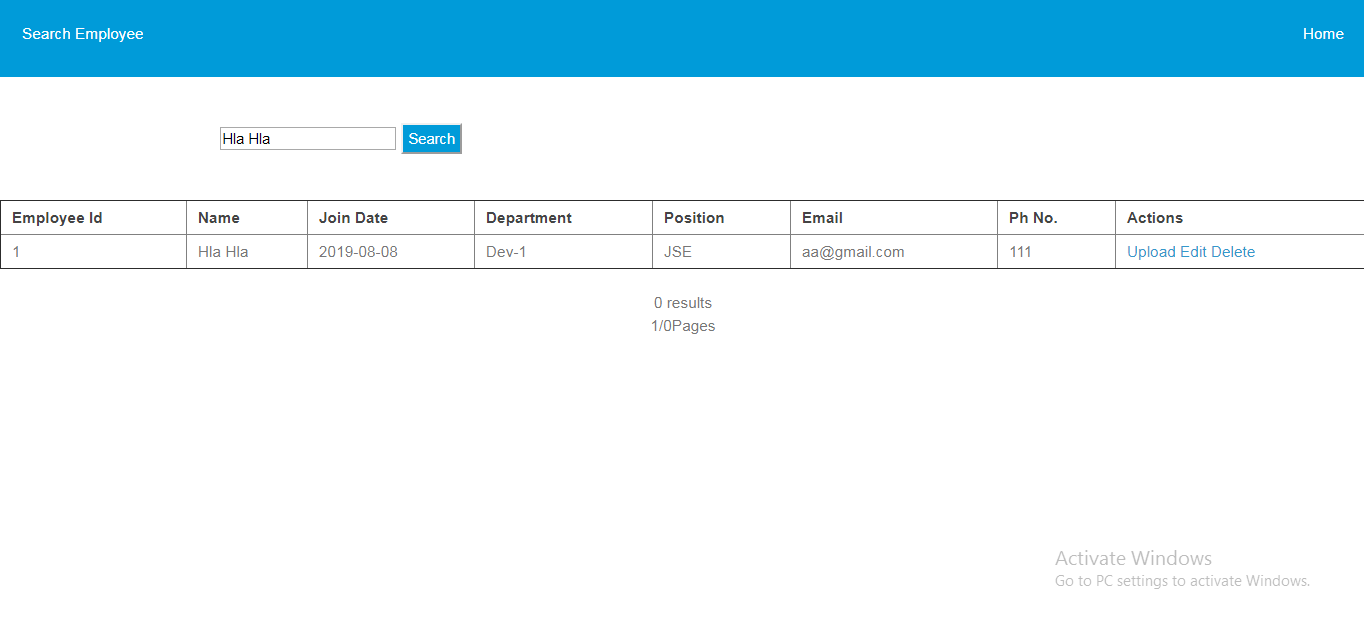 Search Employee Home
Hla Hla Search
Employee Id Name Join Date Department Position Email Ph No. Actions
1 Hla Hla 2019-08-08 Dev-1 JSE aa@gmail.com 111 Upload Edit Delete
0 results
1/0Pages
Activate Windows
Go to PC settings to activate Windows.